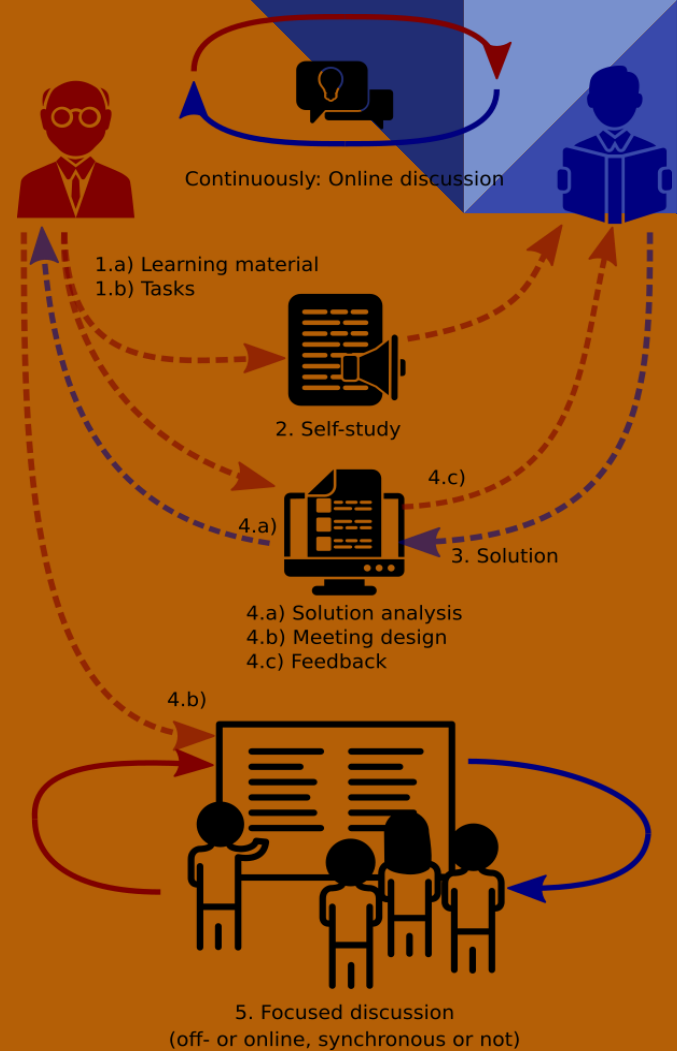 Continuously: Online discussion
1.a) Learning material
1.b) Tasks
2. Self-study
4.c)
4.a)
3. Solution
4.a) Solution analysis
4.b) Meeting design
4.c) Feedback
4.b)
5. Focused discussion
(off- or online, synchronous or not)